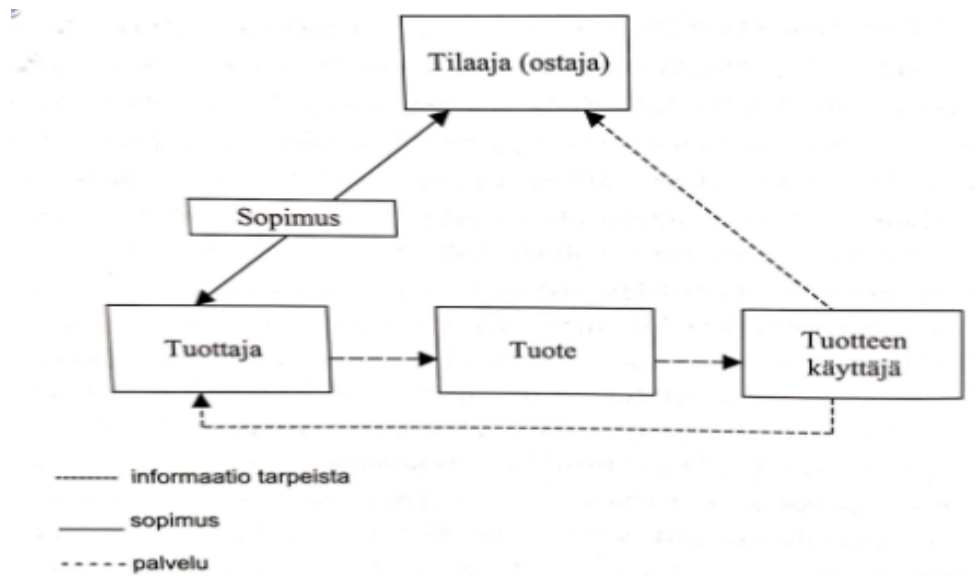 Tilaaja (ostaja)
Sopimus
Tuottaja
Tuote
Tuotteen
käyttäjä
informaatio tarpeista
sopimus
palvelu